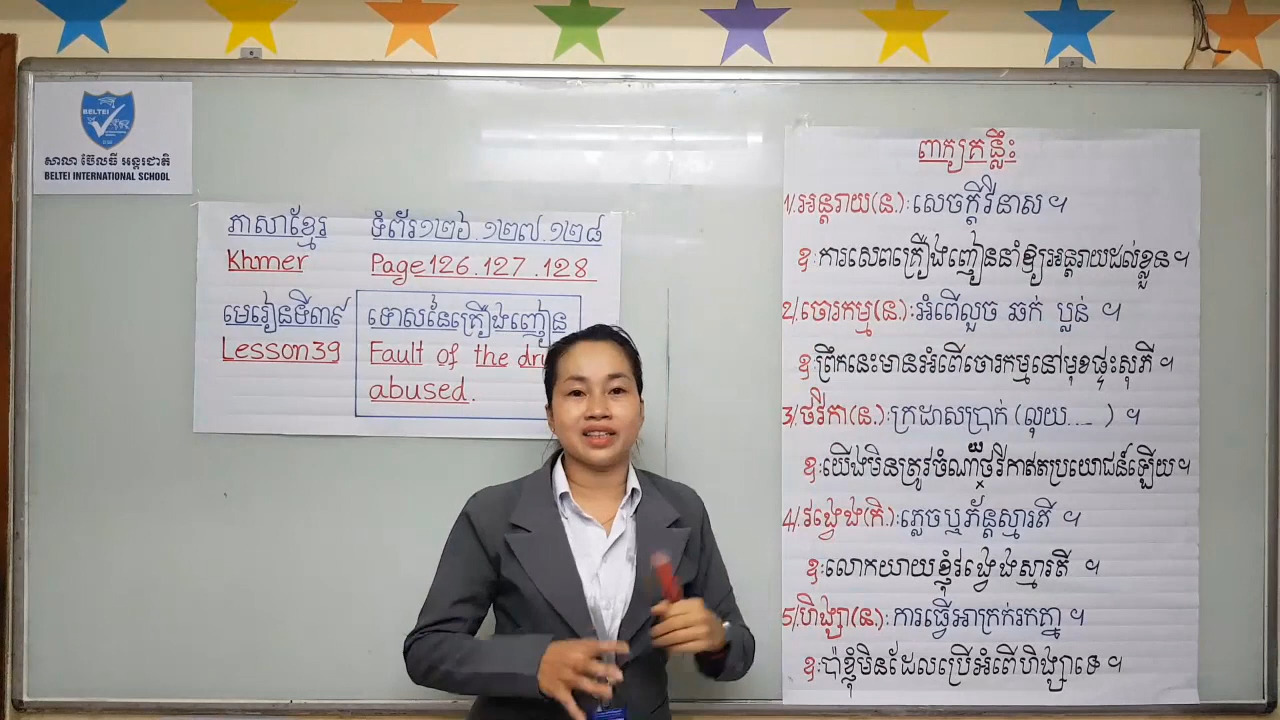 BELTEI
សាលា ប៊ែលធី អន្តរជាតិ
BELTEI INTERNATIONAL SCHOOL
ភាសាខ្មែរ ទំព័រ១២៦.១២៧.១២៨
Khmer Page 126.127.128
មេរៀនទី៣៩ ទោសនៃគ្រឿងញៀន
Lesson 39 Fault of the dru
abused.
ពាក្យគន្លឹះ
1/.អន្តរាយ(ន.):សេចក្តីវិនាស ។
ឧ:ការសេពគ្រឿងញៀននាំឱ្យអន្តរាយដល់ខ្លួន។
2/.ចោរកម្ម(ន.):អំពើលួច ឆក់ ប្លន់ ។
ឧ:ព្រឹកនេះមានអំពើចោរកម្មនៅមុខផ្ទះសុភី ។
3/.ថវិកា(ន.):ក្រដាសប្រាក់ (លុយ.... ) ។
ឧ:យើងមិនត្រូវចំណាយថវិកាឥតប្រយោជន៍ឡើយ។
4/.វង្វេង(កិ.):ភ្លេចឬភ័ន្តស្មារតី ។
ឧ:លោកយាយខ្ញុំវង្វេងស្មារតី ។
5/.ហិង្សា(ន.):ការធ្វើអាក្រក់រកគ្នា ។
ឧ:ប៉ាខ្ញុំមិនដែលប្រើអំពើហិង្សាទេ ។